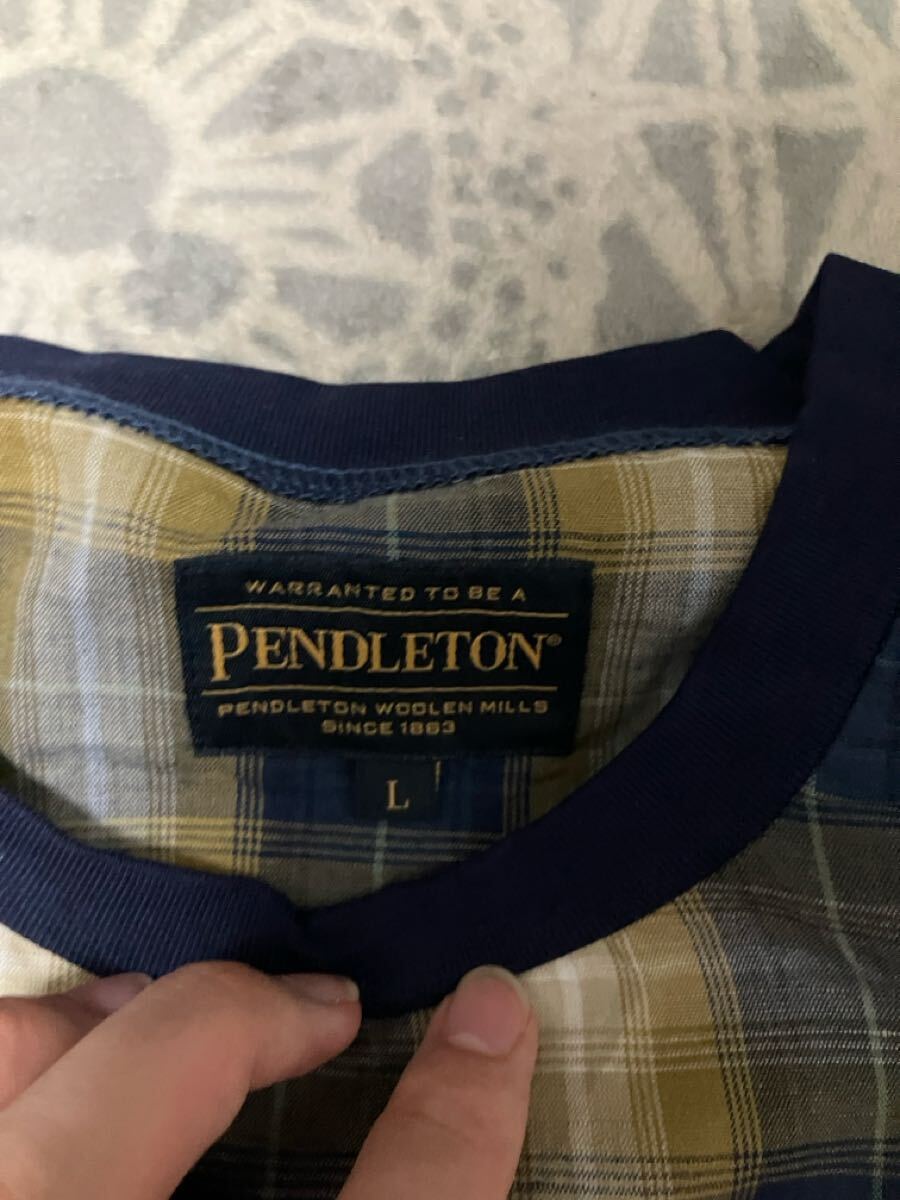 WARRANTED TO BE A
PENDLETON®
PENDLETON WOOLEN MILLS
SINCE 1863
L